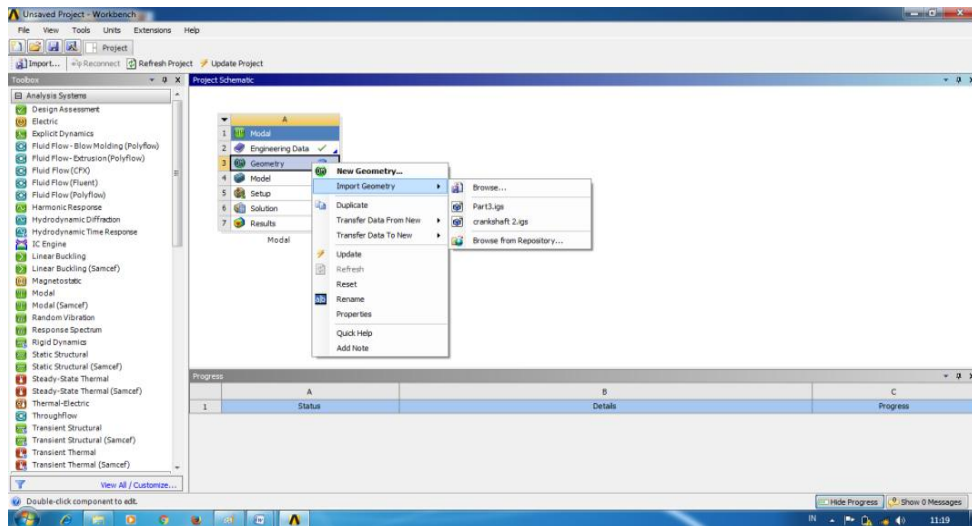 Unsaved Project - Workbench
File View Tools Units Extensions Help
Project
Import... Reconnect Refresh Project Update Project
Toolbox
Analysis Systems
Design Assessment
Electric
Explicit Dynamics
Fluid Flow - Blow Molding (Polyflow)
Fluid Flow - Extrusion (Polyflow)
Fluid Flow (CFX)
Fluid Flow (Fluent)
Fluid Flow (Polyflow)
Harmonic Response
Hydrodynamic Diffraction
Hydrodynamic Time Response
IC Engine
Linear Buckling
Linear Buckling (Samcef)
Magnetostatic
Modal
Modal (Samcef)
Random Vibration
Response Spectrum
Rigid Dynamics
Static Structural
Static Structural (Samcef)
Steady-State Thermal
Steady-State Thermal (Samcef)
Thermal-Electric
Throughflow
Transient Structural
Transient Structural (Samcef)
Transient Thermal
Transient Thermal (Samcef)
View All / Customize...
Project Schematic
A
1 Modal
2 Engineering Data
3 Geometry
4 Model
5 Setup
6 Solution
7 Results
Modal
New Geometry...
Import Geometry
Duplicate
Transfer Data From New
Transfer Data To New
Update
Refresh
Reset
Rename
Properties
Quick Help
Add Note
Browse...
Part3.igs
crankshaft 2.igs
Browse from Repository...
Progress
A B C
1 Status Details Progress
Double-click component to edit.
Hide Progress Show 0 Messages
IN 11:19